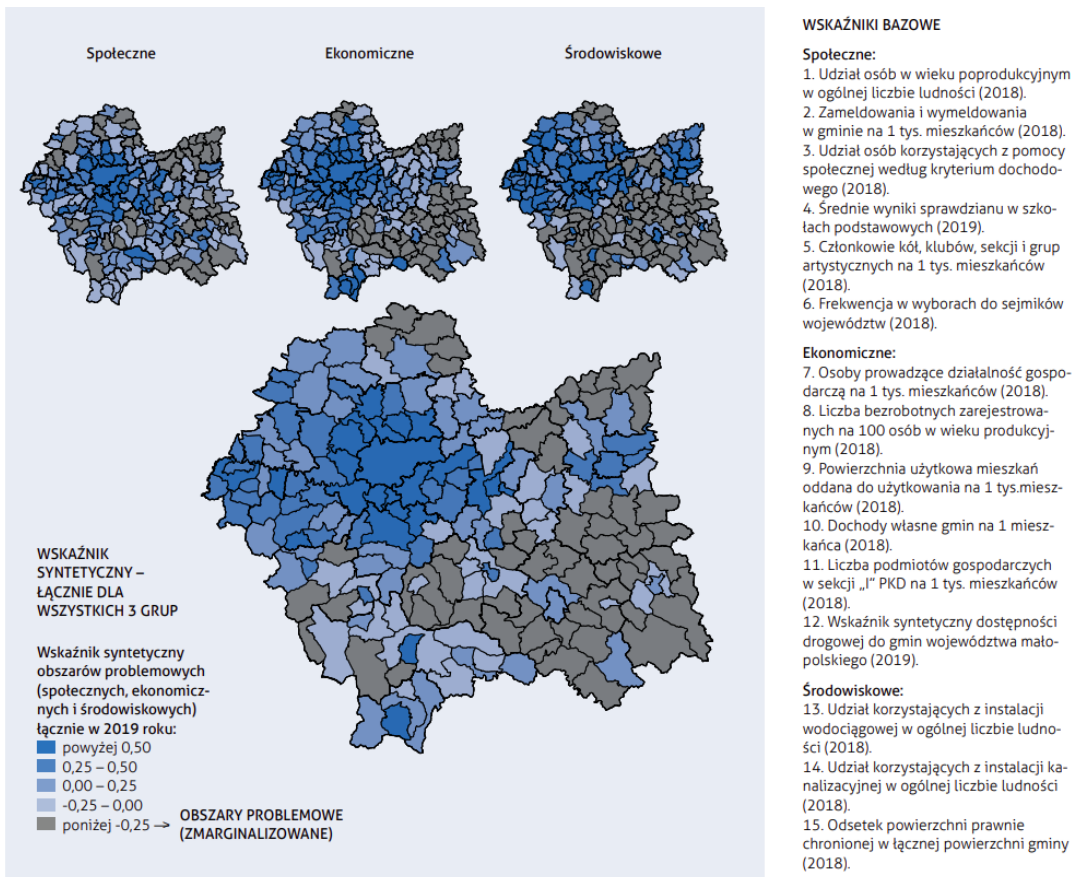 Społeczne
Ekonomiczne
Środowiskowe
WSKAŹNIK
SYNTETYCZNY –
ŁĄCZNIE DLA
WSZYSTKICH 3 GRUP
Wskaźnik syntetyczny
obszarów problemowych
(społecznych, ekonomicz-
nych i środowiskowych)
łącznie w 2019 roku:
powyżej 0,50
0,25 – 0,50
0,00 – 0,25
-0,25 – 0,00
poniżej -0,25 → OBSZARY PROBLEMOWE
(ZMARGINALIZOWANE)
WSKAŹNIKI BAZOWE
Społeczne:
1. Udział osób w wieku poprodukcyjnym
w ogólnej liczbie ludności (2018).
2. Zameldowania i wymeldowania
w gminie na 1 tys. mieszkańców (2018).
3. Udział osób korzystających z pomocy
społecznej według kryterium dochodo-
wego (2018).
4. Średnie wyniki sprawdzianu w szko-
łach podstawowych (2019).
5. Członkowie kół, klubów, sekcji i grup
artystycznych na 1 tys. mieszkańców
(2018).
6. Frekwencja w wyborach do sejmików
województw (2018).
Ekonomiczne:
7. Osoby prowadzące działalność gospo-
darczą na 1 tys. mieszkańców (2018).
8. Liczba bezrobotnych zarejestrowa-
nych na 100 osób w wieku produkcyj-
nym (2018).
9. Powierzchnia użytkowa mieszkań
oddana do użytkowania na 1 tys.miesz-
kańców (2018).
10. Dochody własne gmin na 1 miesz-
kańca (2018).
11. Liczba podmiotów gospodarczych
w sekcji „I” PKD na 1 tys. mieszkańców
(2018).
12. Wskaźnik syntetyczny dostępności
drogowej do gmin województwa mało-
polskiego (2019).
Środowiskowe:
13. Udział korzystających z instalacji
wodociągowej w ogólnej liczbie ludno-
ści (2018).
14. Udział korzystających z instalacji ka-
nalizacyjnej w ogólnej liczbie ludności
(2018).
15. Odsetek powierzchni prawnie
chronionej w łącznej powierzchni gminy
(2018).